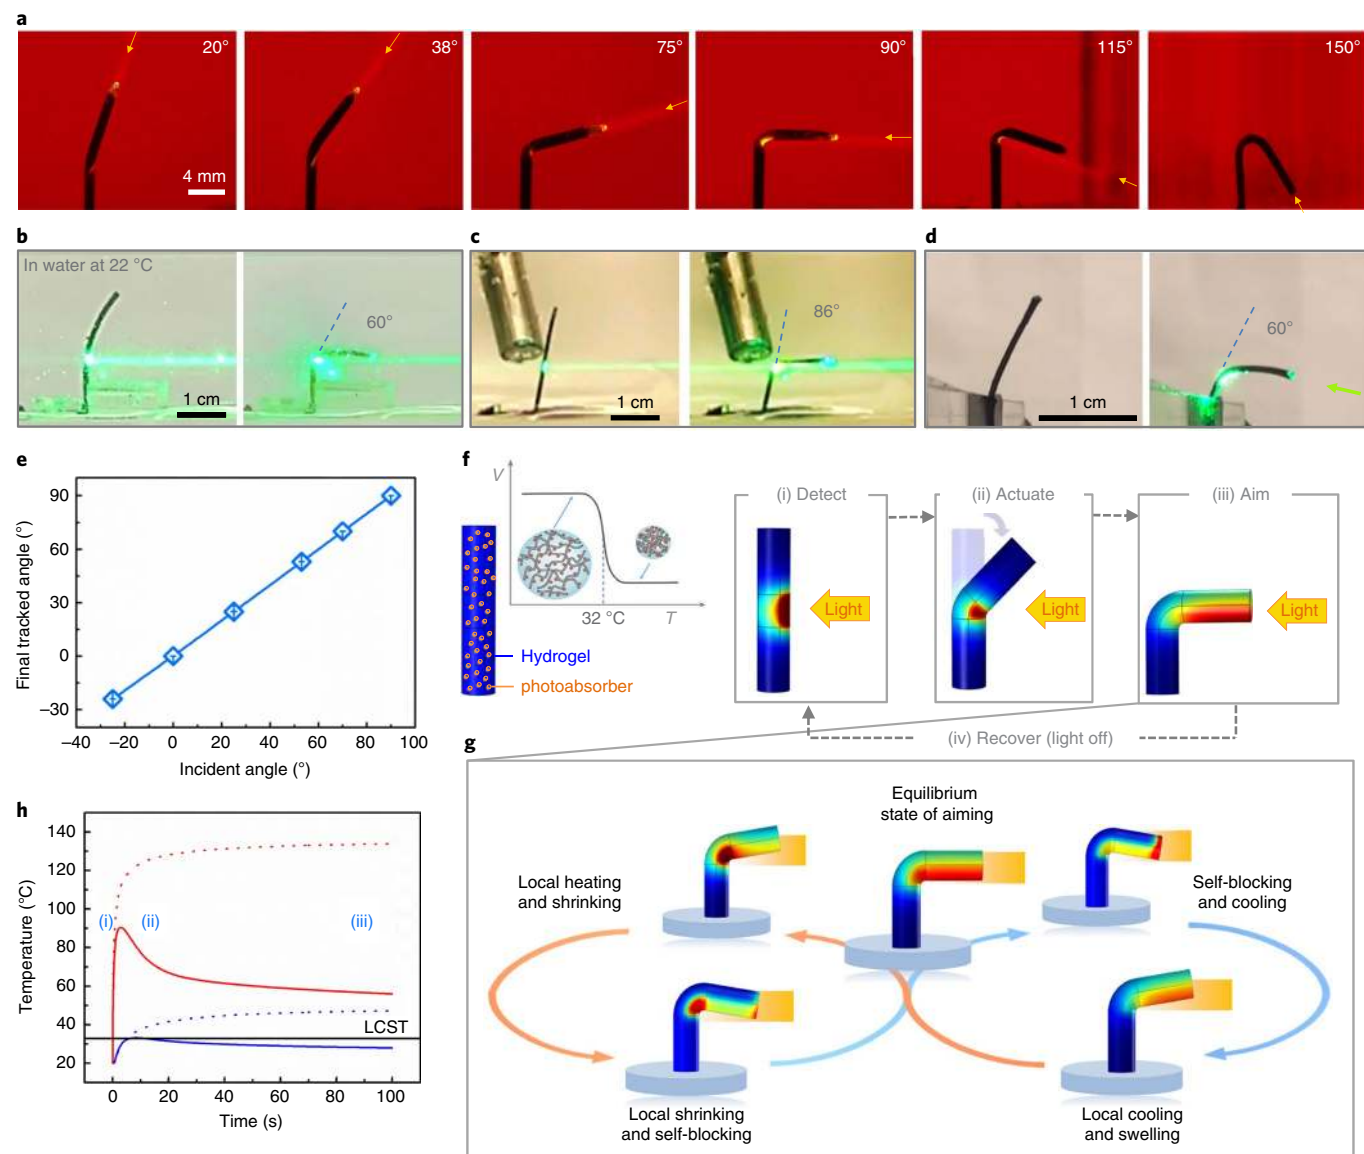 a
20°
38°
75°
90°
115°
150°
4 mm
b
c
d
In water at 22 °C
60°
1 cm
86°
1 cm
60°
1 cm
e
90
60
30
0
–30
–40
–20
0
20
40
60
80
100
Final tracked angle (°)
Incident angle (°)
f
V
32 °C
T
Hydrogel
photoabsorber
(i) Detect
(ii) Actuate
(iii) Aim
Light
Light
Light
(iv) Recover (light off)
g
Equilibrium
state of aiming
Local heating
and shrinking
Self-blocking
and cooling
Local shrinking
and self-blocking
Local cooling
and swelling
h
140
120
100
80
60
40
20
(i)
(ii)
(iii)
LCST
0
20
40
60
80
100
Temperature (°C)
Time (s)